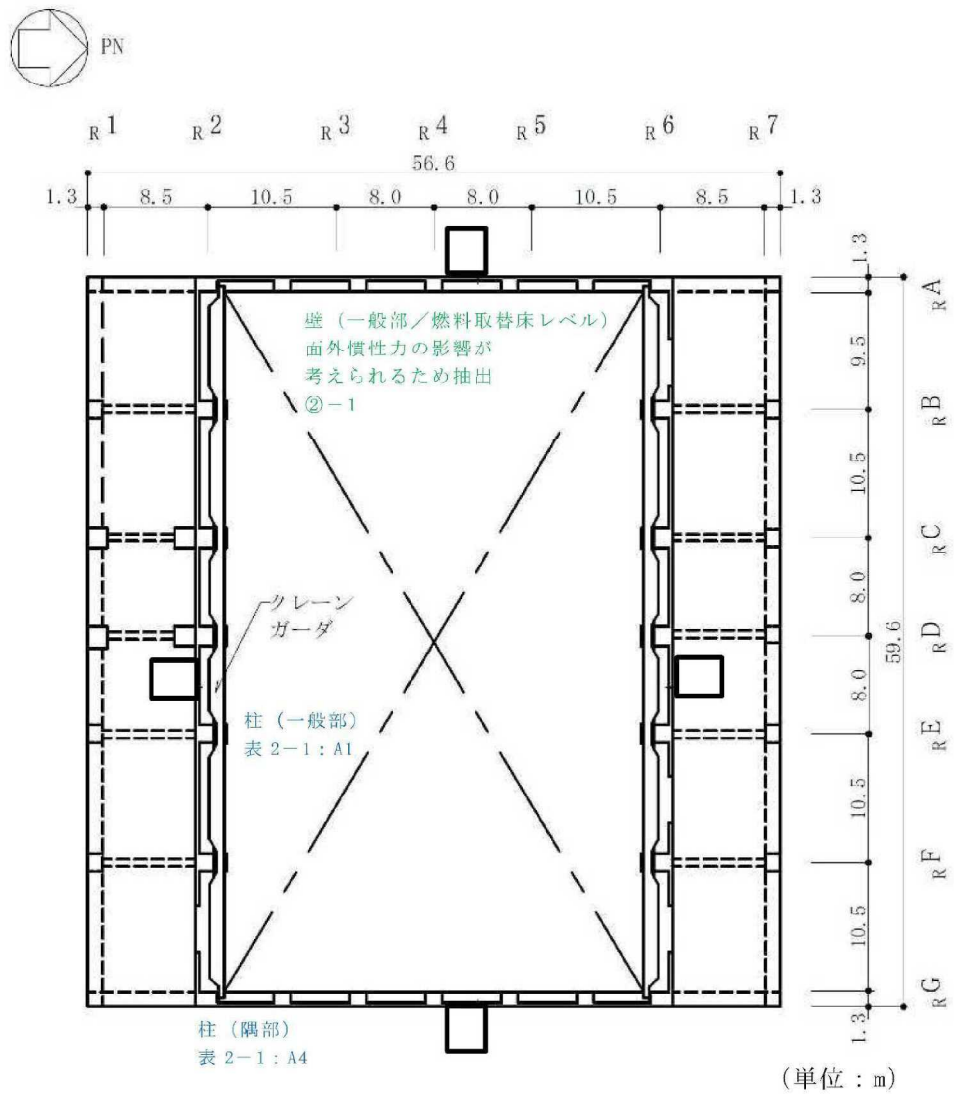 PN
R1 R2 R3 R4 R5 R6 R7
56.6
1.3 8.5 10.5 8.0 8.0 10.5 8.5 1.3
1.3
RA
9.5
RB
10.5
RC
8.0
RD
59.6
8.0
RE
10.5
RF
10.5
RG
1.3
壁（一般部／燃料取替床レベル）
面外慣性力の影響が
考えられるため抽出
②－1
クレーン
ガーダ
柱（一般部）
表 2－1：A1
柱（隅部）
表 2－1：A4
(単位：m)